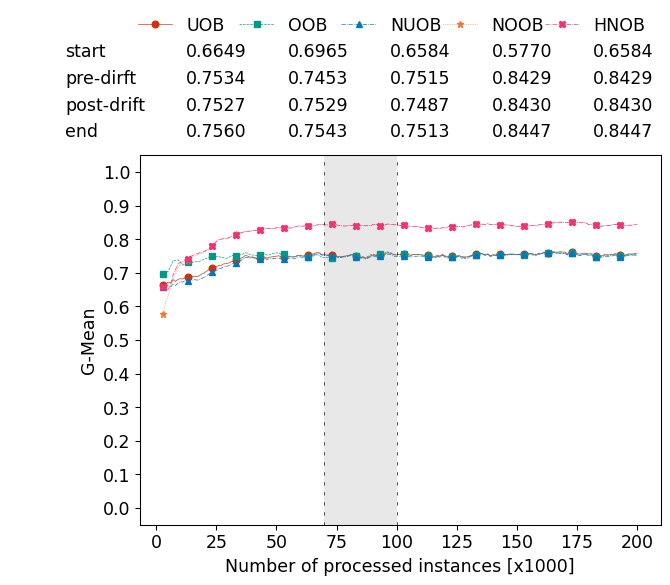 UOB OOB NUOB NOOB HNOB
start 0.6649 0.6965 0.6584 0.5770 0.6584
pre-dirft 0.7534 0.7453 0.7515 0.8429 0.8429
post-drift 0.7527 0.7529 0.7487 0.8430 0.8430
end 0.7560 0.7543 0.7513 0.8447 0.8447
1.0
0.9
0.8
0.7
0.6
0.5
0.4
0.3
0.2
0.1
0.0
G-Mean
0 25 50 75 100 125 150 175 200
Number of processed instances [x1000]